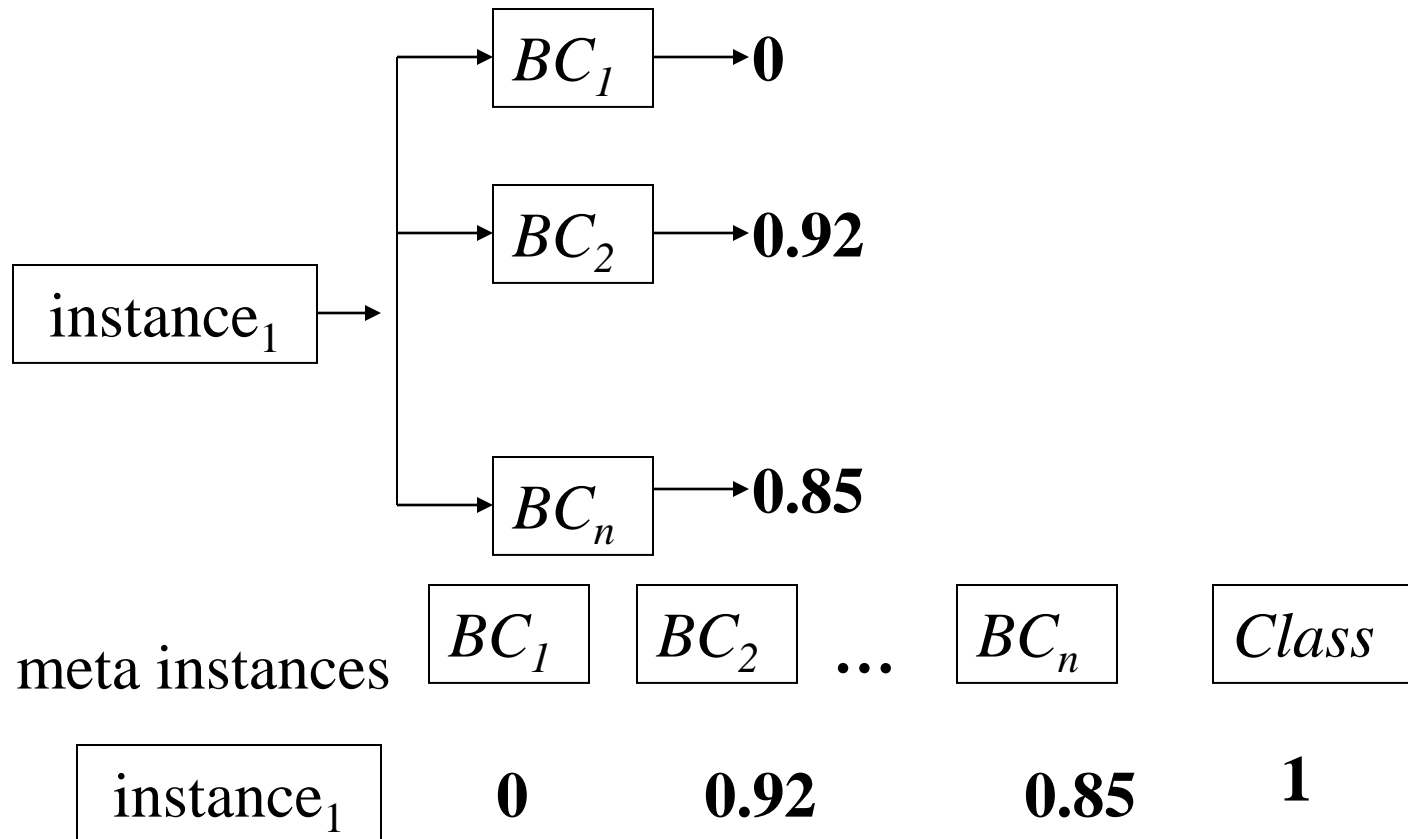 BC₁ 0
BC₂ 0.92
instance₁
BCₙ 0.85
meta instances BC₁ BC₂ ... BCₙ Class
instance₁ 0 0.92 0.85 1